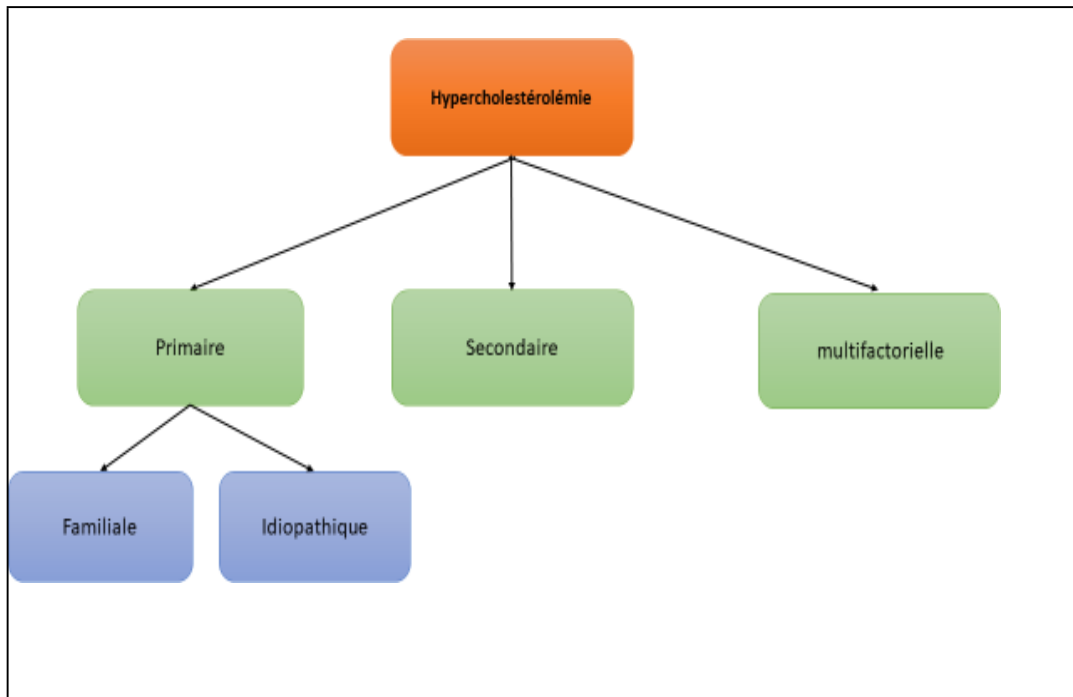 Hypercholestérolémie
Primaire
Secondaire
multifactorielle
Familiale
Idiopathique